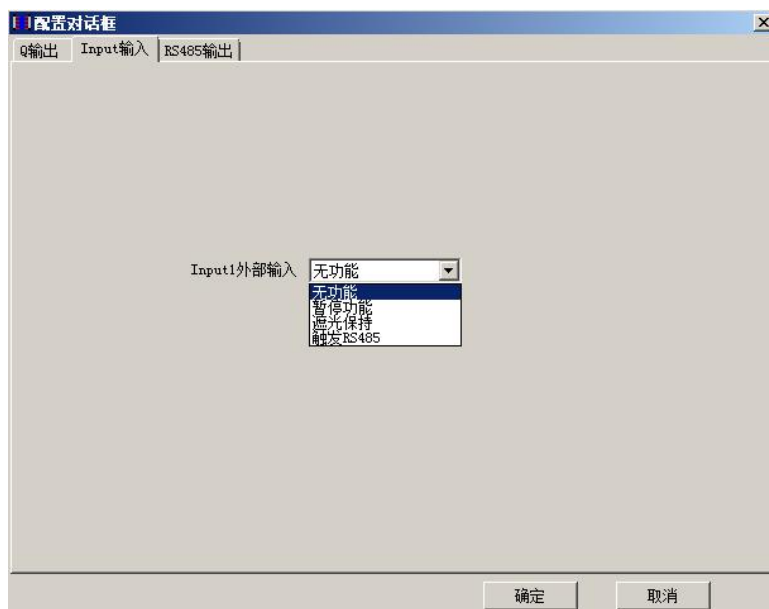 配置对话框
Q输出 Input输入 RS485输出
Input1外部输入 无功能
无功能
暂停功能
遮光保持
触发RS485
确定 取消